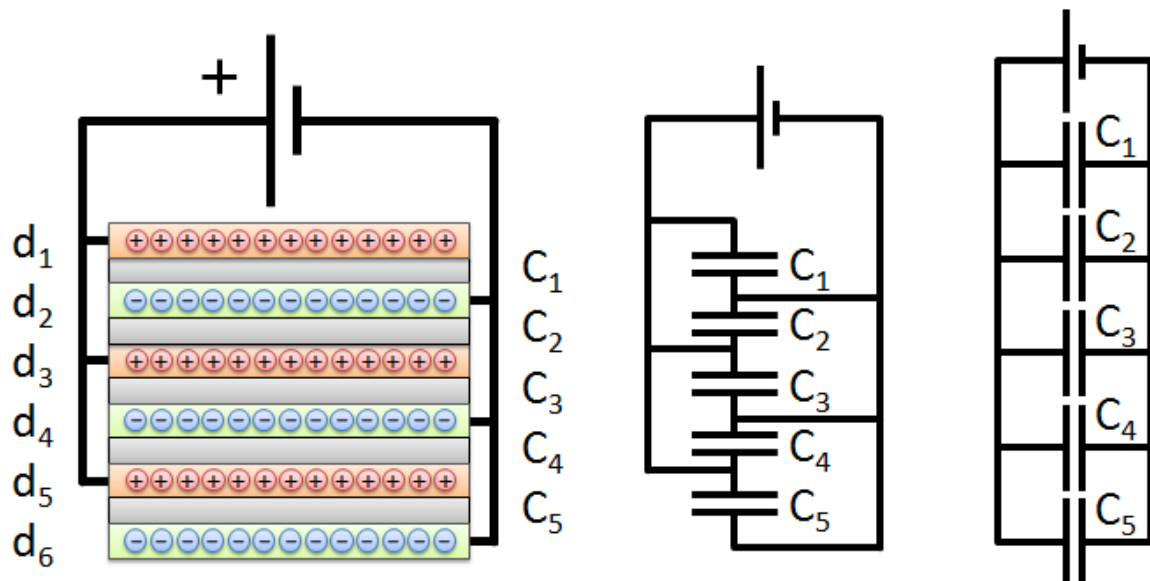 +
d₁
d₂
d₃
d₄
d₅
d₆
C₁
C₂
C₃
C₄
C₅
C₁
C₂
C₃
C₄
C₅
C₁
C₂
C₃
C₄
C₅